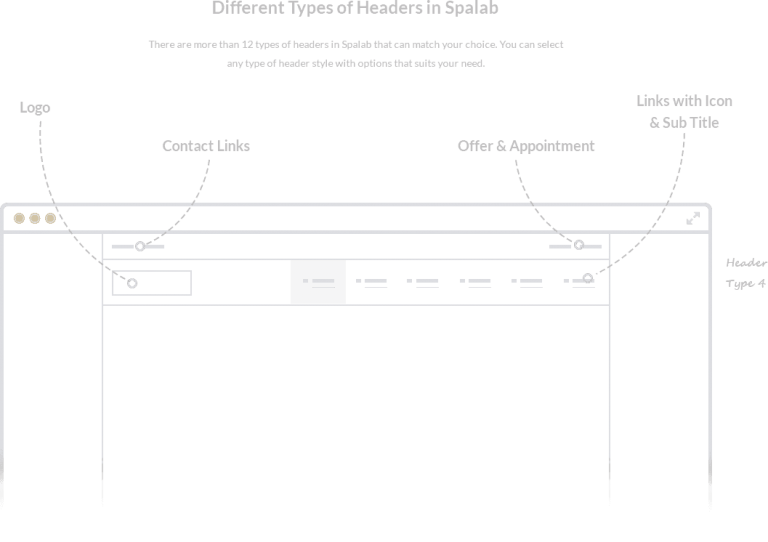 Different Types of Headers in Spalab
There are more than 12 types of headers in Spalab that can match your choice. You can select
any type of header style with options that suits your need.
Logo
Contact Links
Offer & Appointment
Links with Icon
& Sub Title
Header
Type 4